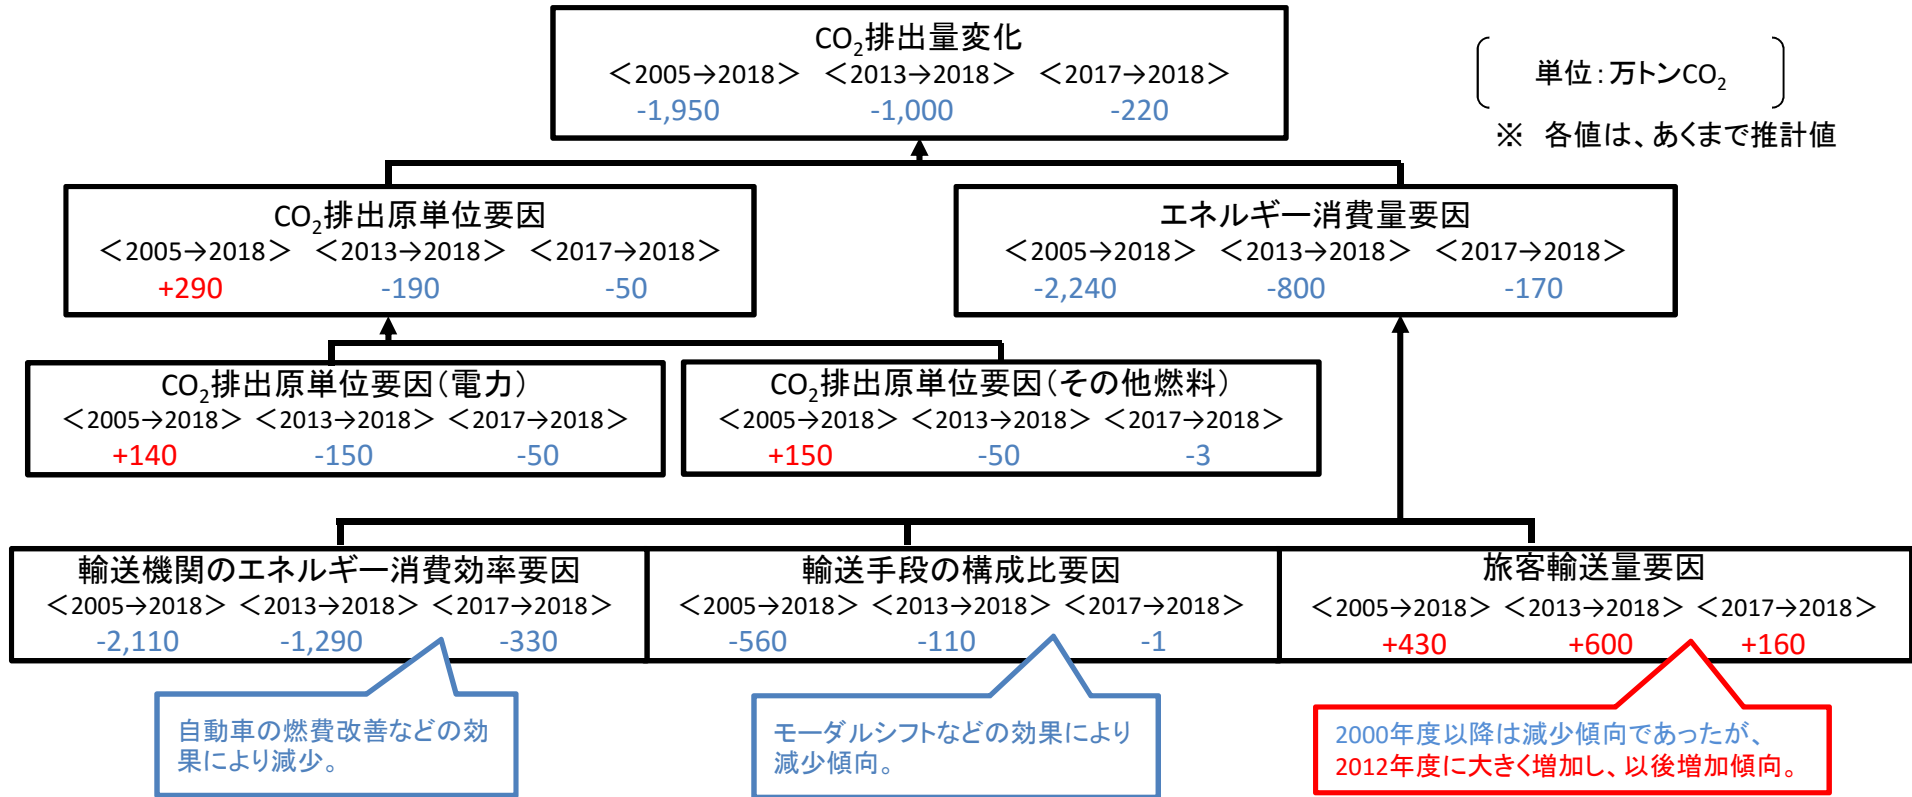 CO₂排出量変化
＜2005→2018＞ ＜2013→2018＞ ＜2017→2018＞
-1,950 -1,000 -220
単位：万トンCO₂
※ 各値は、あくまで推計値
CO₂排出原単位要因
＜2005→2018＞ ＜2013→2018＞ ＜2017→2018＞
+290 -190 -50
エネルギー消費量要因
＜2005→2018＞ ＜2013→2018＞ ＜2017→2018＞
-2,240 -800 -170
CO₂排出原単位要因（電力）
＜2005→2018＞ ＜2013→2018＞ ＜2017→2018＞
+140 -150 -50
CO₂排出原単位要因（その他燃料）
＜2005→2018＞ ＜2013→2018＞ ＜2017→2018＞
+150 -50 -3
輸送機関のエネルギー消費効率要因
＜2005→2018＞ ＜2013→2018＞ ＜2017→2018＞
-2,110 -1,290 -330
輸送手段の構成比要因
＜2005→2018＞ ＜2013→2018＞ ＜2017→2018＞
-560 -110 -1
旅客輸送量要因
＜2005→2018＞ ＜2013→2018＞ ＜2017→2018＞
+430 +600 +160
自動車の燃費改善などの効
果により減少。
モーダルシフトなどの効果により
減少傾向。
2000年度以降は減少傾向であったが、
2012年度に大きく増加し、以後増加傾向。